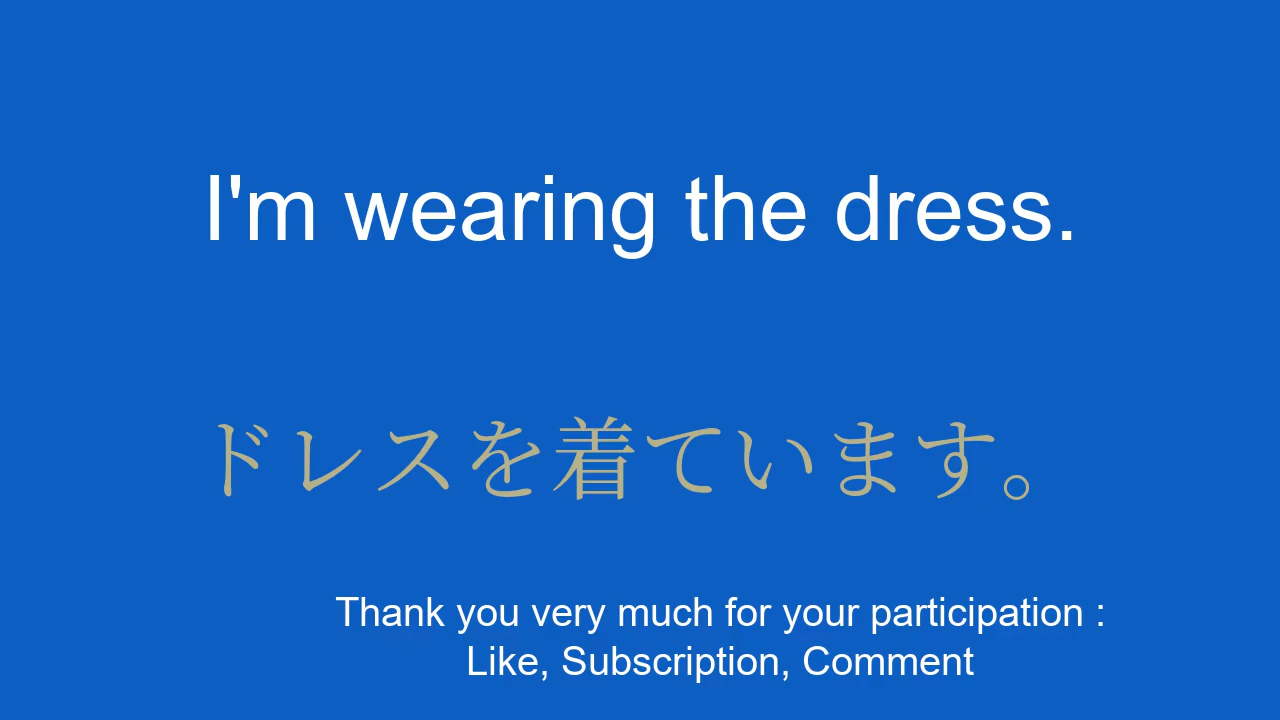 I'm wearing the dress.
ドレスを着ています。
Thank you very much for your participation :
Like, Subscription, Comment